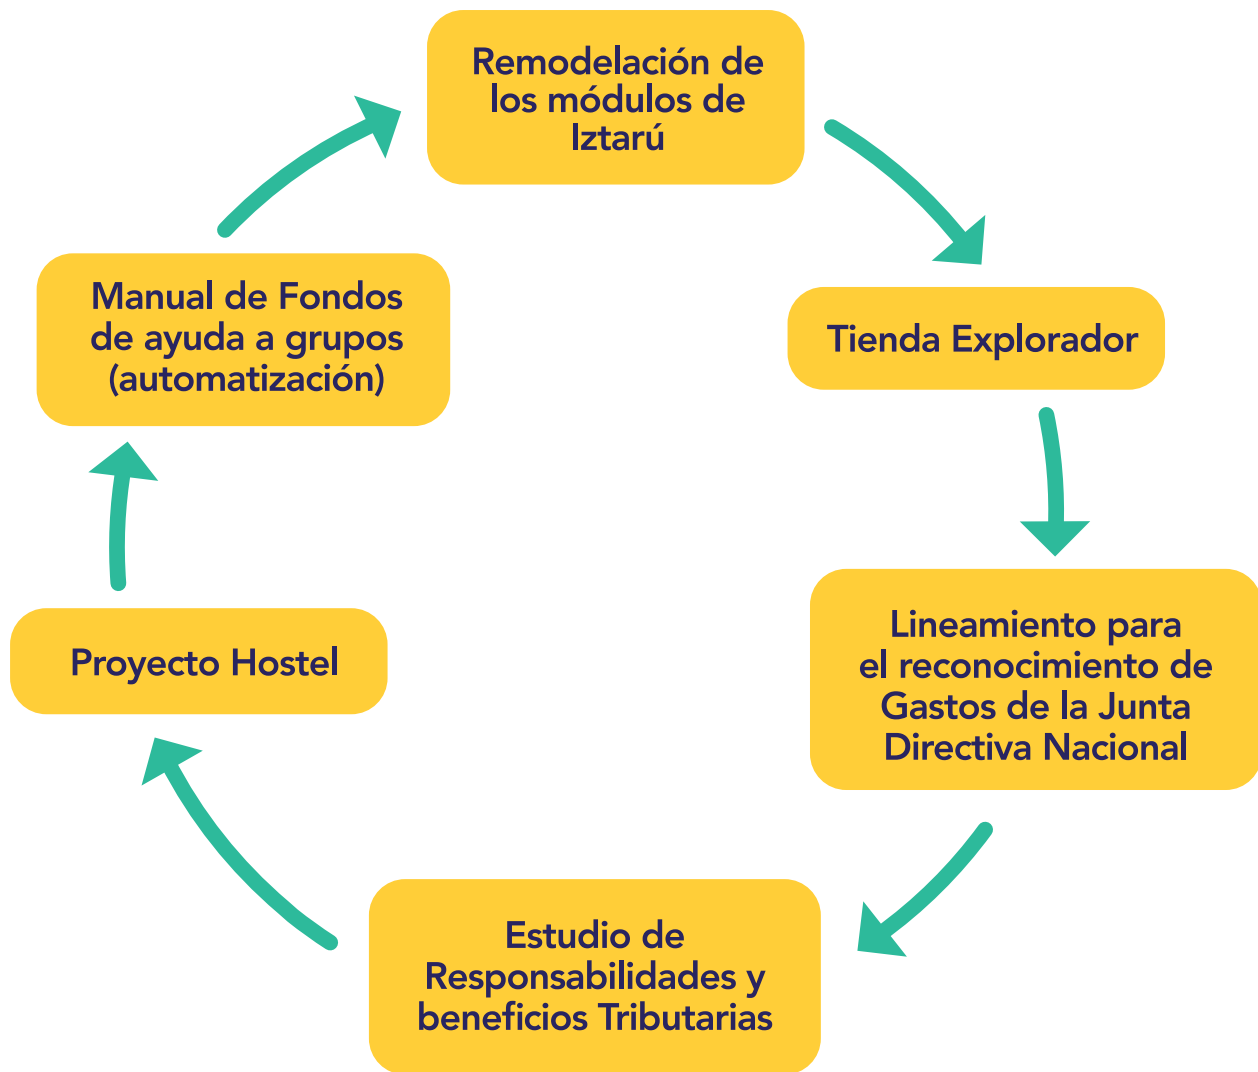 Remodelación de
los módulos de
Iztarú
Tienda Explorador
Lineamiento para
el reconocimiento de
Gastos de la Junta
Directiva Nacional
Estudio de
Responsabilidades y
beneficios Tributarias
Proyecto Hostel
Manual de Fondos
de ayuda a grupos
(automatización)